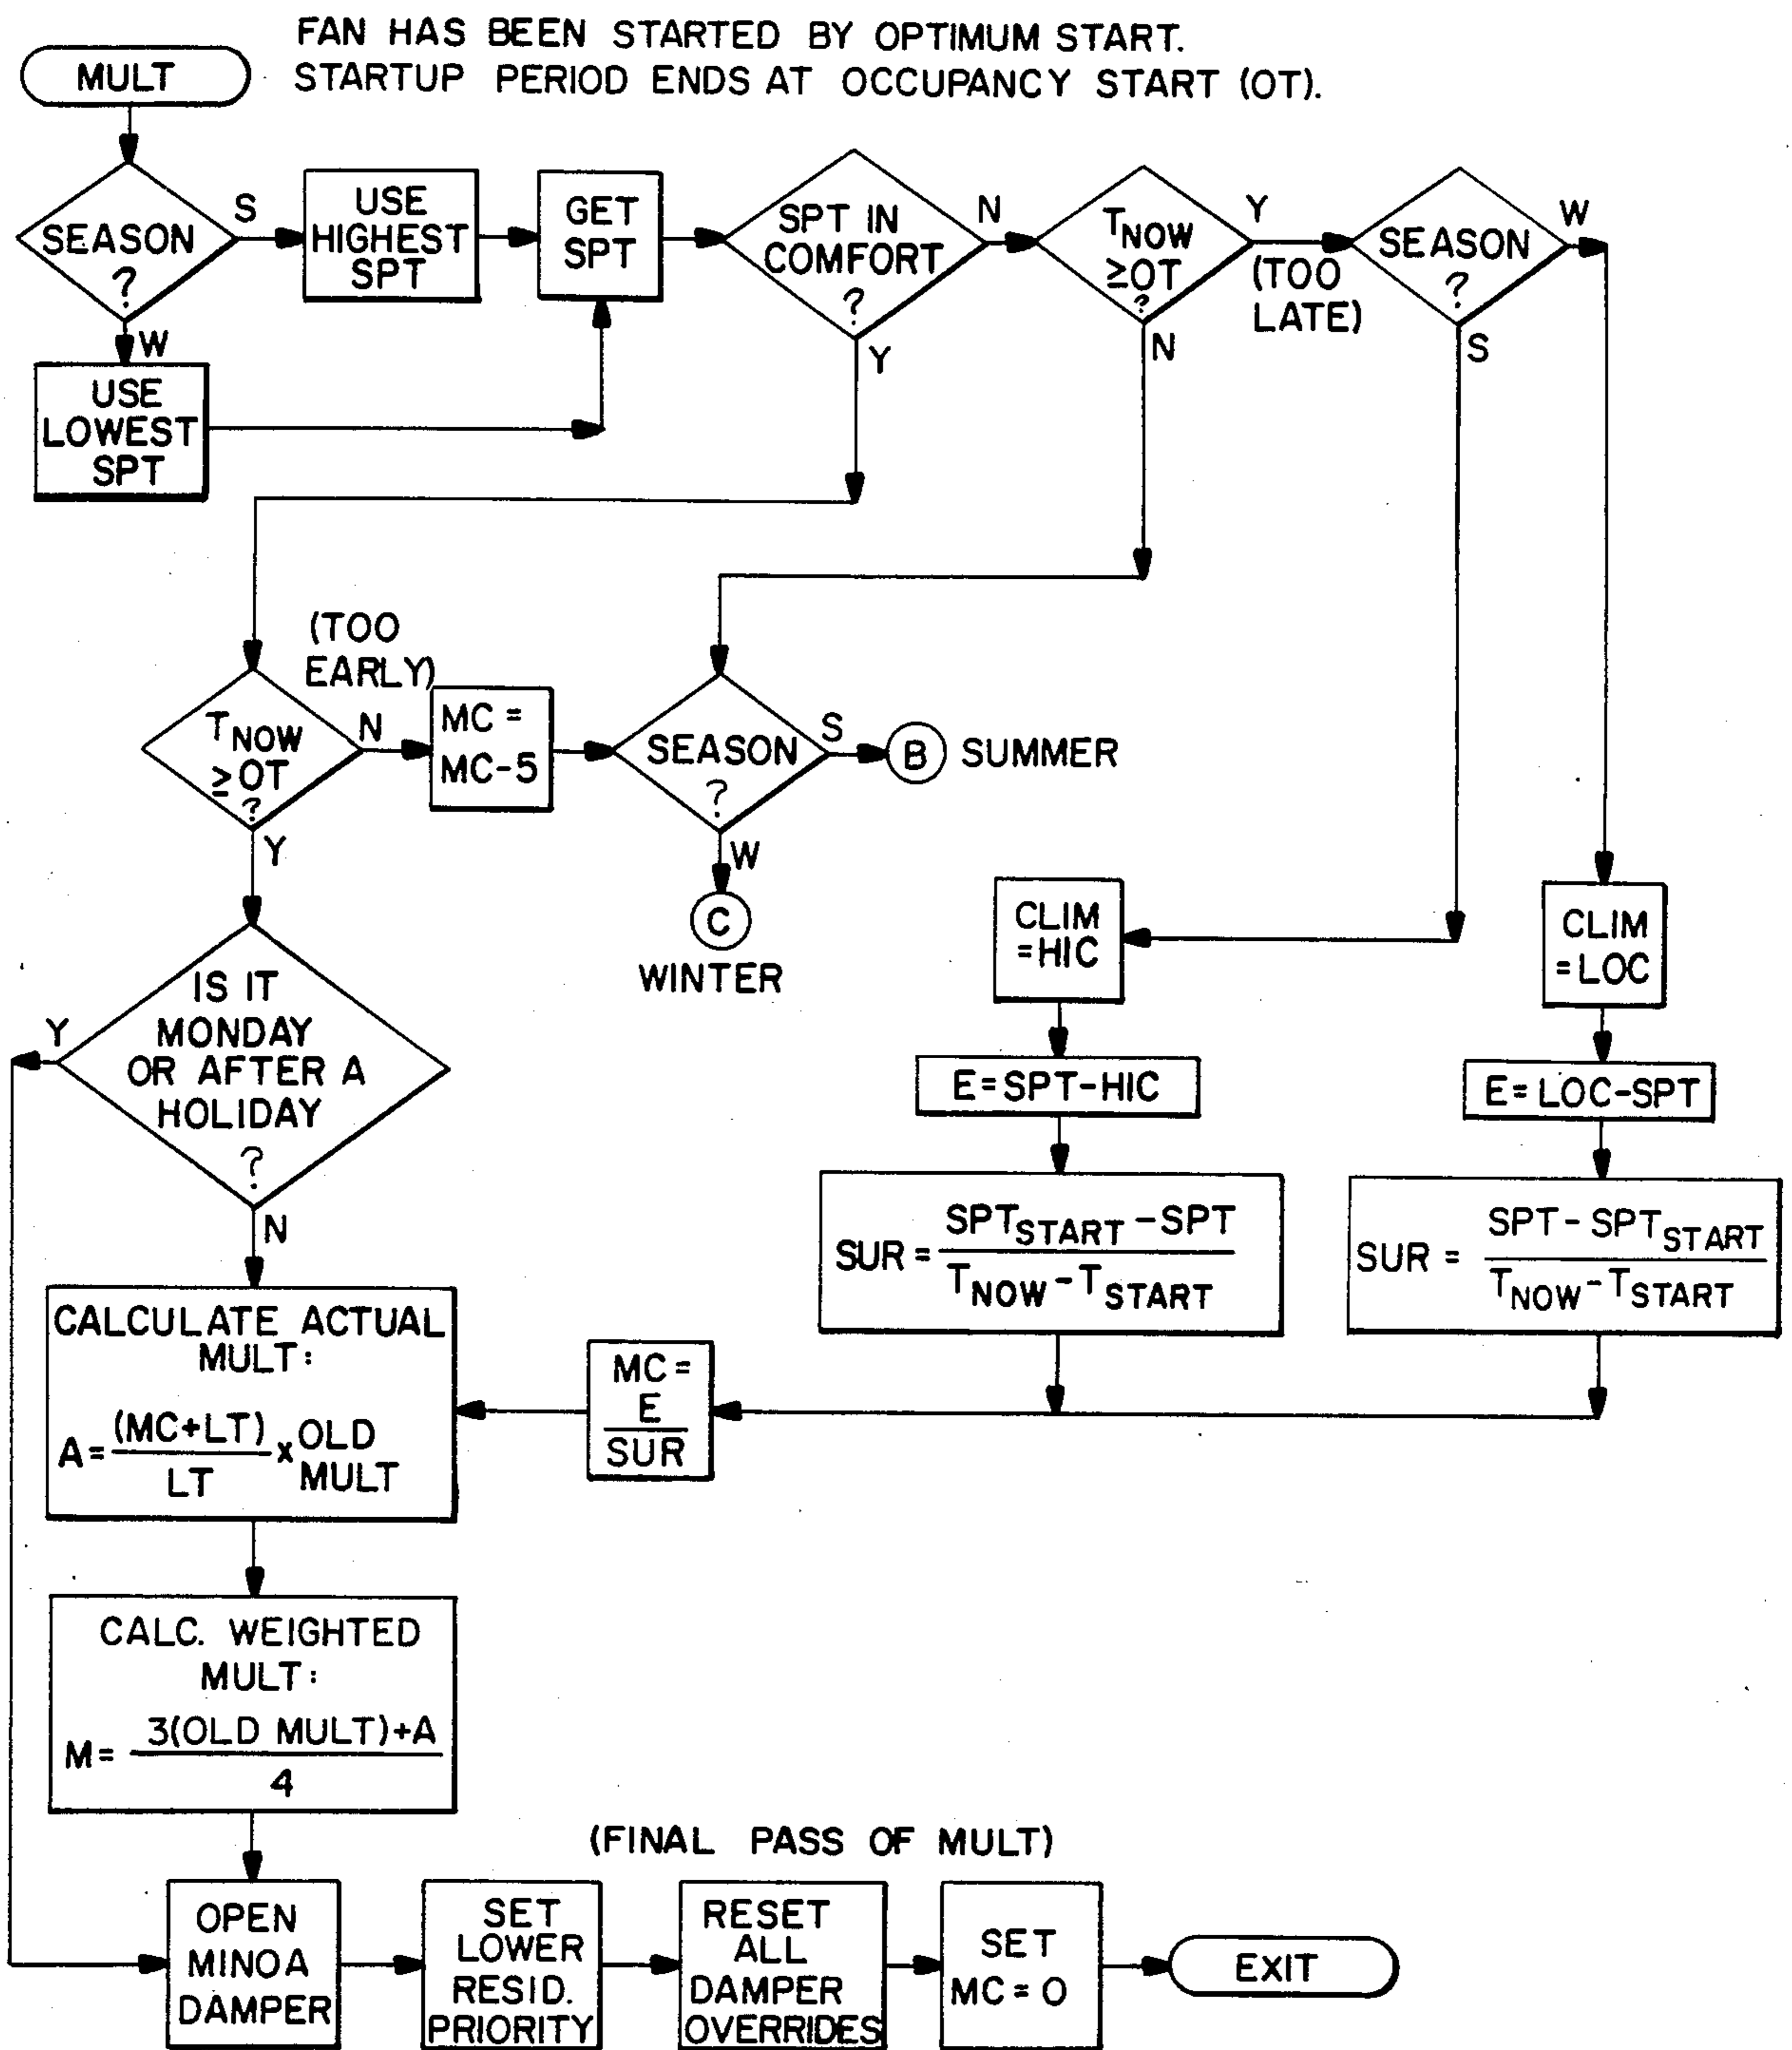 FAN HAS BEEN STARTED BY OPTIMUM START.
STARTUP PERIOD ENDS AT OCCUPANCY START (OT).
MULT
SEASON
?
S
W
USE
HIGHEST
SPT
GET
SPT
USE
LOWEST
SPT
SPT IN
COMFORT
?
N
Y
TNOW
≥OT
?
Y
(TOO
LATE)
N
SEASON
?
W
S
(TOO
EARLY)
TNOW
≥OT
?
N
Y
MC =
MC-5
SEASON
?
S
B
SUMMER
W
C
WINTER
IS IT
MONDAY
OR AFTER A
HOLIDAY
?
Y
N
CLIM
=HIC
CLIM
=LOC
E=SPT-HIC
E=LOC-SPT
SUR = SPTSTART - SPT
TNOW - TSTART
SUR = SPT - SPTSTART
TNOW - TSTART
MC =
E
SUR
CALCULATE ACTUAL
MULT:
A = (MC+LT)
LT
x OLD
MULT
CALC. WEIGHTED
MULT:
M = 3(OLD MULT)+A
4
(FINAL PASS OF MULT)
OPEN
MINOA
DAMPER
SET
LOWER
RESID.
PRIORITY
RESET
ALL
DAMPER
OVERRIDES
SET
MC = 0
EXIT